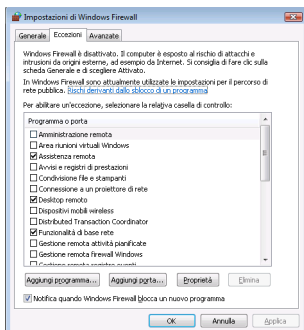 Impostazioni di Windows Firewall
Generale Eccezioni Avanzate
Windows Firewall è disattivato. Il computer è esposto al rischio di attacchi e
intrusioni da origini esterne, ad esempio da Internet. Si consiglia di fare clic sulla
scheda Generale e di scegliere Attivato.
In Windows Firewall sono attualmente utilizzate le impostazioni per il percorso di
rete pubblica. Rischi derivanti dallo sblocco di un programma
Per abilitare un'eccezione, selezionare la relativa casella di controllo:
Programma o porta
Amministrazione remota
Area riunioni virtuali Windows
Assistenza remota
Avvisi e registri di prestazioni
Condivisione file e stampanti
Connessione a un proiettore di rete
Desktop remoto
Dispositivi mobili wireless
Distributed Transaction Coordinator
Funzionalità di base rete
Gestione remota attività pianificate
Gestione remota firewall Windows
Gestione remota registro eventi
Aggiungi programma... Aggiungi porta... Proprietà Elimina
Notifica quando Windows Firewall blocca un nuovo programma
OK Annulla Applica